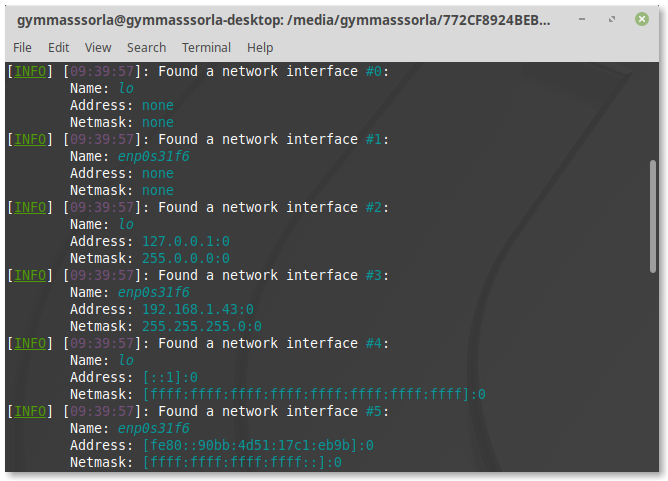 gymmasssorla@gymmasssorla-desktop: /media/gymmasssorla/772CF8924BEB...
File Edit View Search Terminal Help
[INFO] [09:39:57]: Found a network interface #0:
Name: lo
Address: none
Netmask: none
[INFO] [09:39:57]: Found a network interface #1:
Name: enp0s31f6
Address: none
Netmask: none
[INFO] [09:39:57]: Found a network interface #2:
Name: lo
Address: 127.0.0.1:0
Netmask: 255.0.0.0:0
[INFO] [09:39:57]: Found a network interface #3:
Name: enp0s31f6
Address: 192.168.1.43:0
Netmask: 255.255.255.0:0
[INFO] [09:39:57]: Found a network interface #4:
Name: lo
Address: [::1]:0
Netmask: [ffff:ffff:ffff:ffff:ffff:ffff:ffff:ffff]:0
[INFO] [09:39:57]: Found a network interface #5:
Name: enp0s31f6
Address: [fe80::90bb:4d51:17c1:eb9b]:0
Netmask: [ffff:ffff:ffff:ffff::]:0